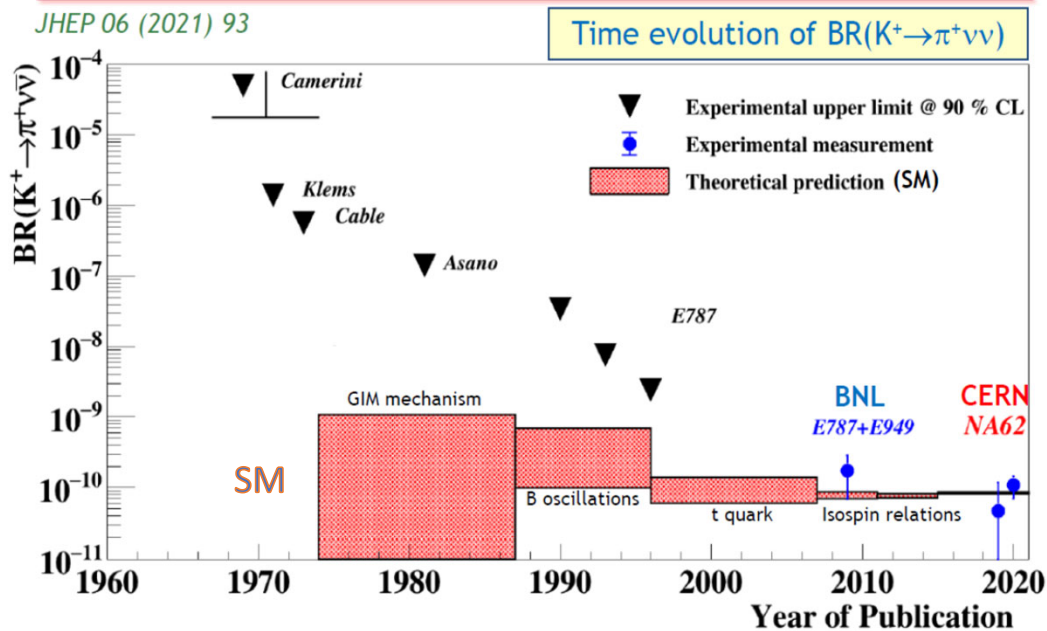 JHEP 06 (2021) 93
Time evolution of BR(K⁺→π⁺νν)
BR(K⁺→π⁺νν̄)
10⁻⁴
10⁻⁵
10⁻⁶
10⁻⁷
10⁻⁸
10⁻⁹
10⁻¹⁰
10⁻¹¹
Camerini
Experimental upper limit @ 90 % CL
Experimental measurement
Theoretical prediction (SM)
Klems
Cable
Asano
E787
GIM mechanism
BNL
CERN
E787+E949
NA62
SM
B oscillations
t quark
Isospin relations
1960
1970
1980
1990
2000
2010
2020
Year of Publication